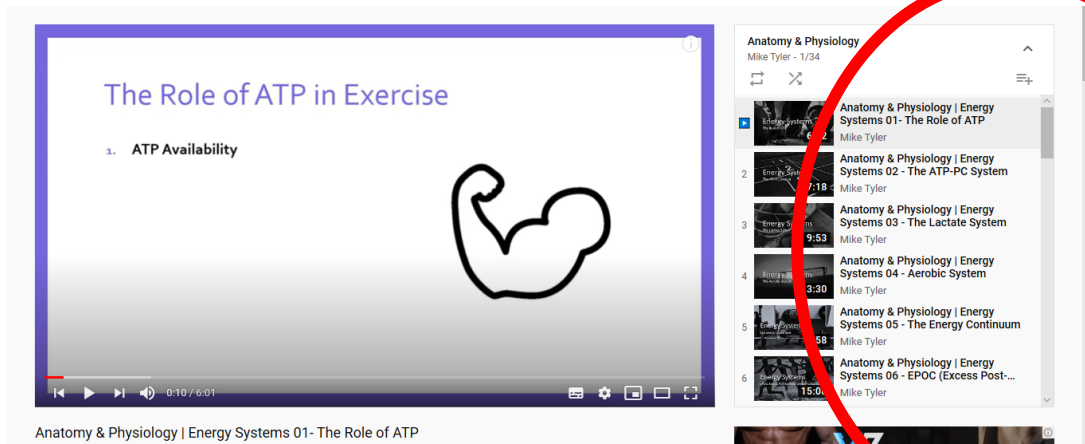 The Role of ATP in Exercise
1. ATP Availability
0:10 / 6:01
Anatomy & Physiology | Energy Systems 01- The Role of ATP
Anatomy & Physiology
Mike Tyler - 1/34
Anatomy & Physiology | Energy
Systems 01- The Role of ATP
Mike Tyler
2
7:18
Anatomy & Physiology | Energy
Systems 02 - The ATP-PC System
Mike Tyler
3
9:53
Anatomy & Physiology | Energy
Systems 03 - The Lactate System
Mike Tyler
4
3:30
Anatomy & Physiology | Energy
Systems 04 - Aerobic System
Mike Tyler
5
Anatomy & Physiology | Energy
Systems 05 - The Energy Continuum
Mike Tyler
6
Anatomy & Physiology | Energy
Systems 06 - EPOC (Excess Post-...
Mike Tyler